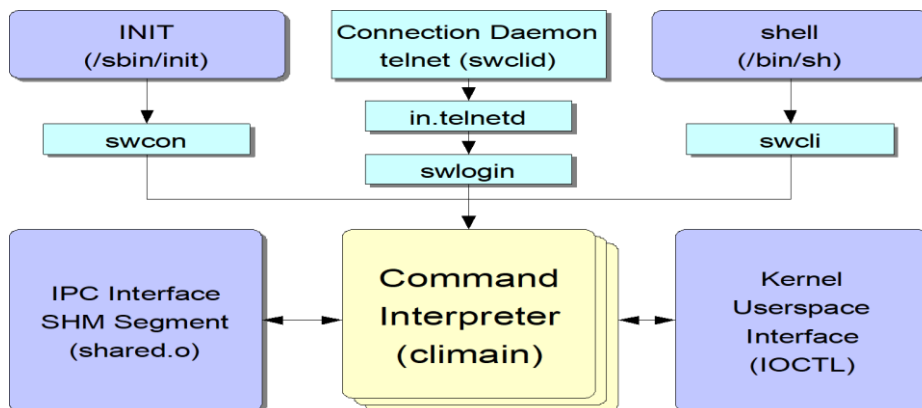 INIT
(/sbin/init)
Connection Daemon
telnet (swclid)
shell
(/bin/sh)
swcon
in.telnetd
swcli
swlogin
IPC Interface
SHM Segment
(shared.o)
Command
Interpreter
(climain)
Kernel
Userspace
Interface
(IOCTL)